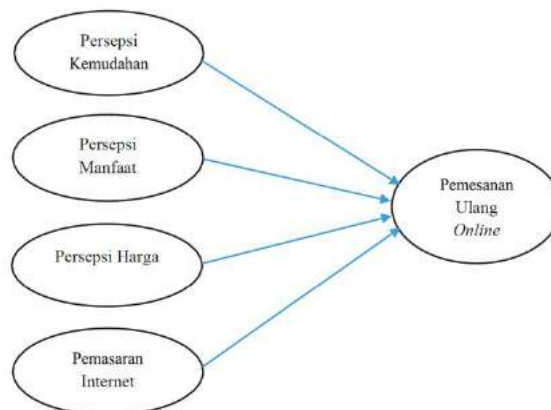 Persepsi
Kemudahan
Persepsi
Manfaat
Persepsi Harga
Pemasaran
Internet
Pemesanan
Ulang
Online